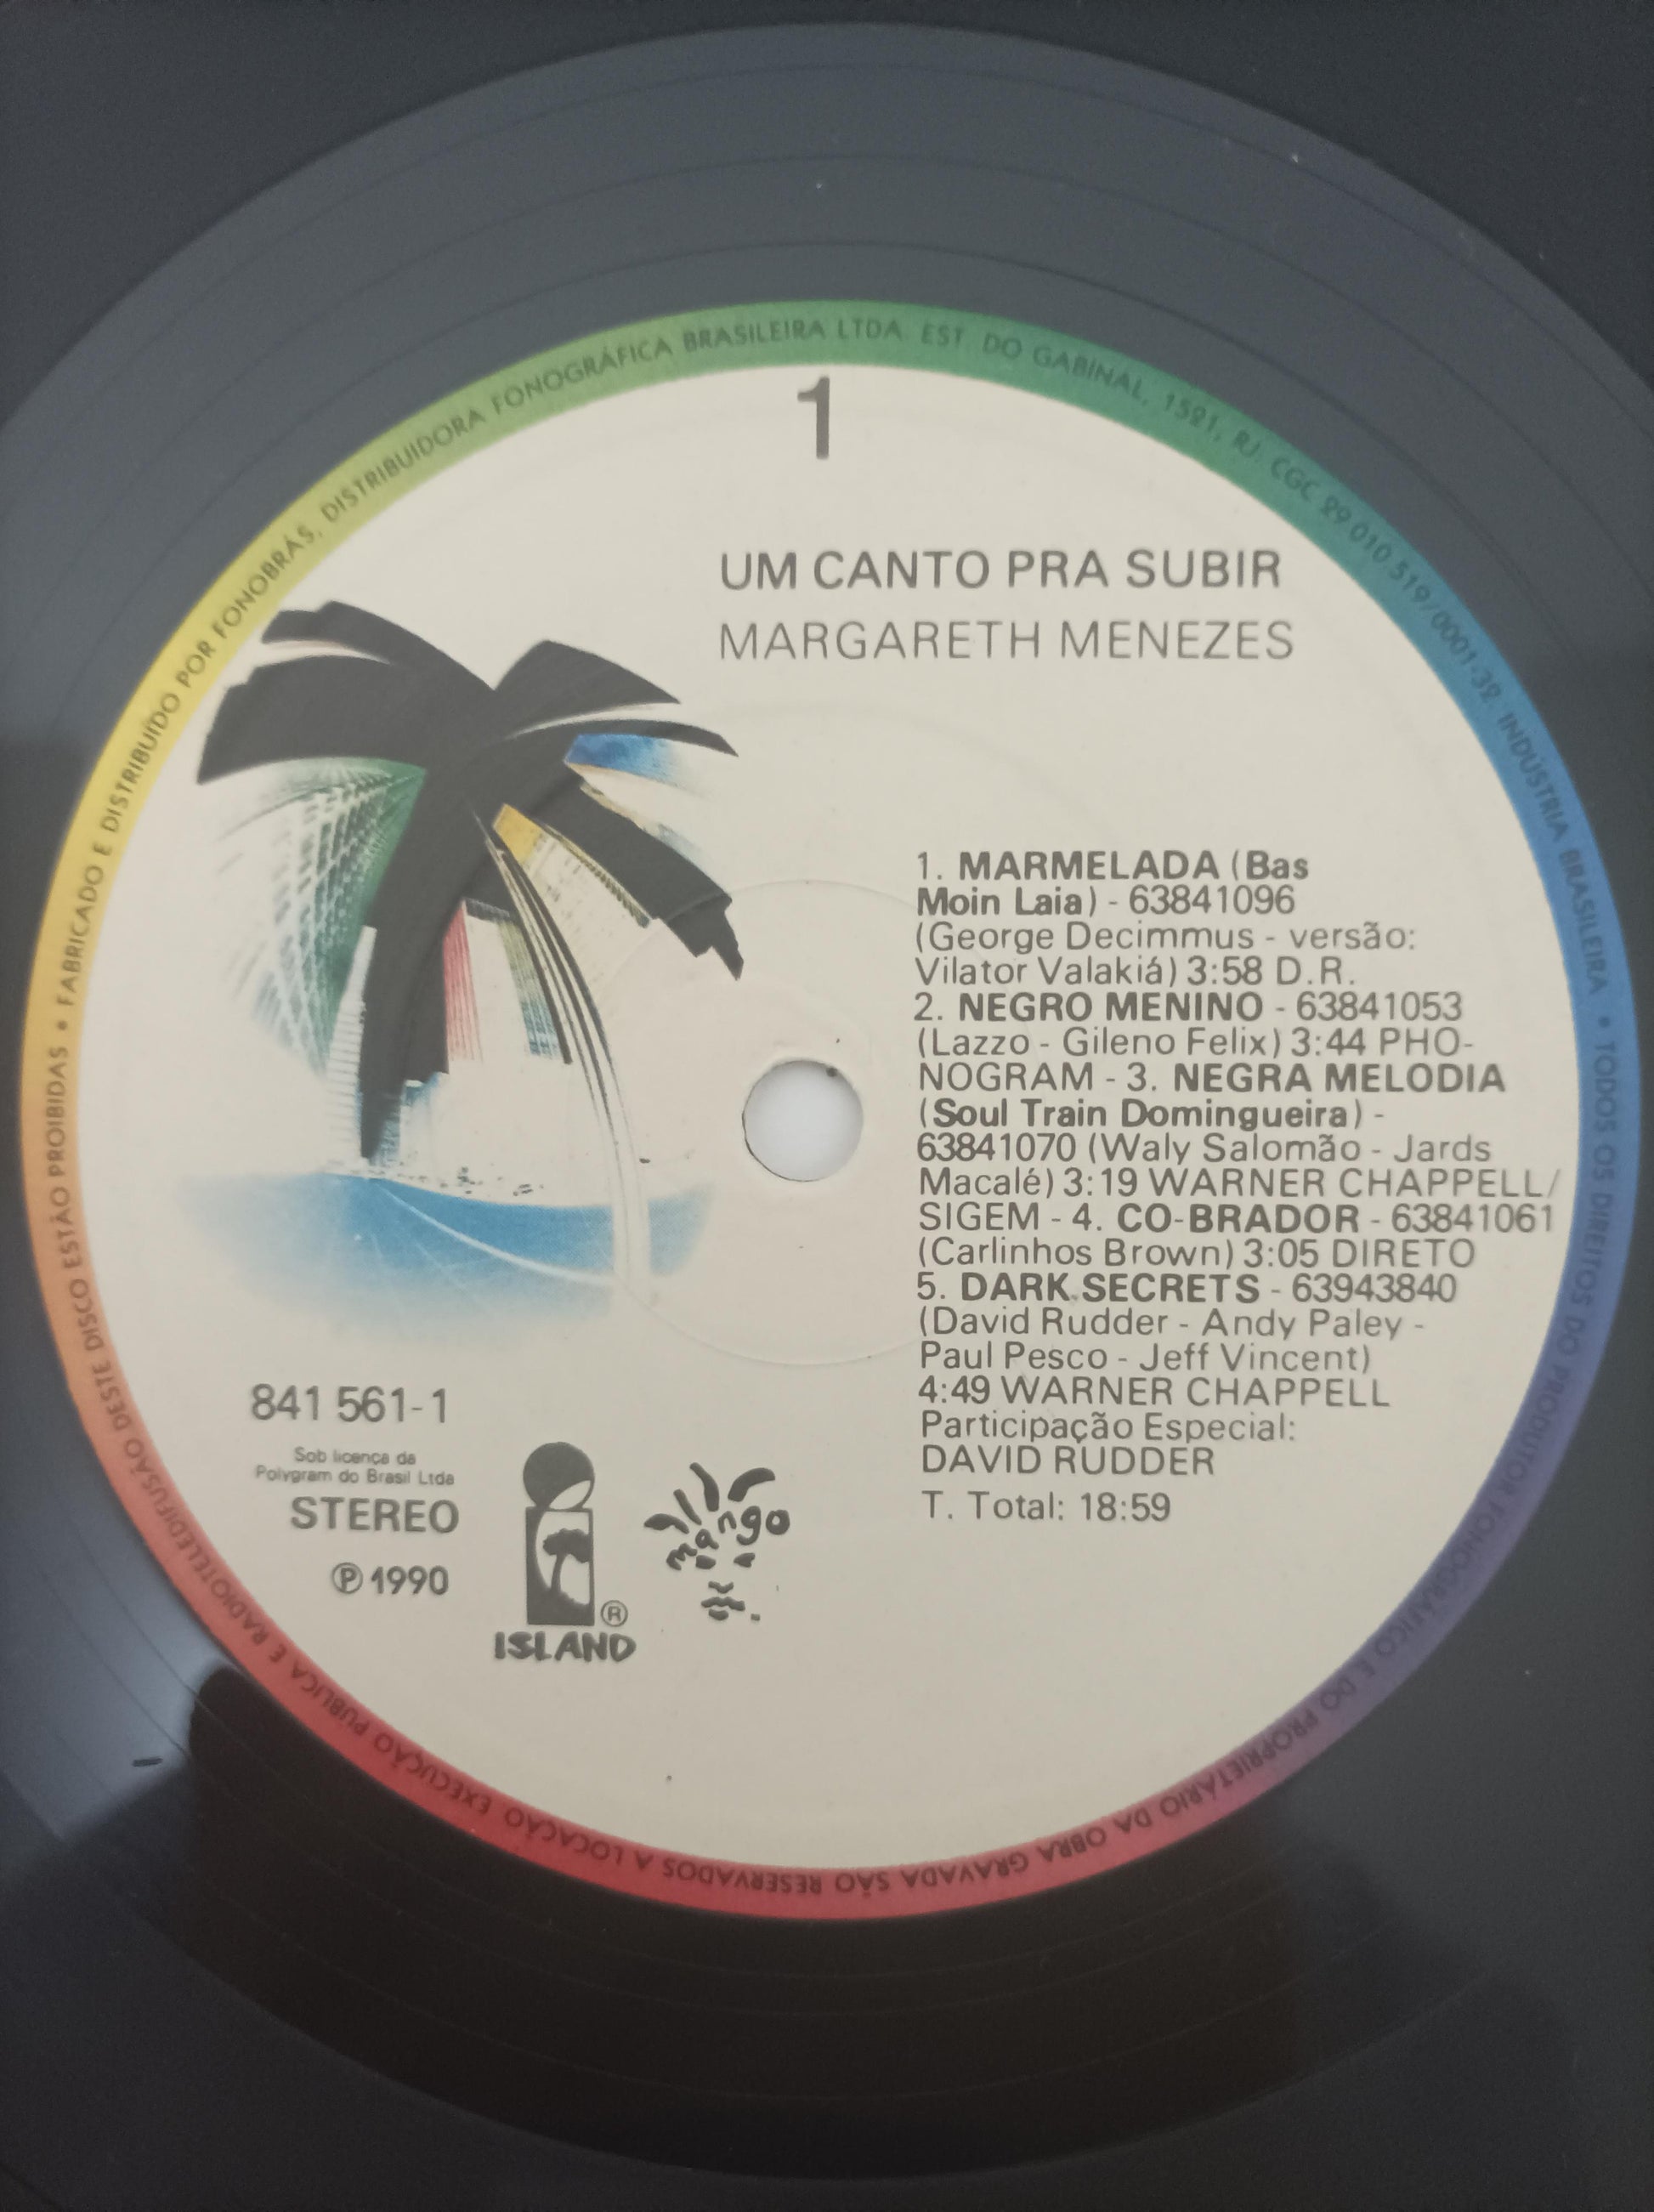 1
UM CANTO PRA SUBIR
MARGARETH MENEZES
1. MARMELADA (Bas
Moin Laia) - 63841096
(George Decimmus - versão:
Vilator Valakiá) 3:58 D.R.
2. NEGRO MENINO - 63841053
(Lazzo - Gileno Felix) 3:44 PHO-
NOGRAM - 3. NEGRA MELODIA
(Soul Train Domingueira) -
63841070 (Waly Salomão - Jards
Macalé) 3:19 WARNER CHAPPELL/
SIGEM - 4. CO-BRADOR - 63841061
(Carlinhos Brown) 3:05 DIRETO
5. DARK SECRETS - 63943840
(David Rudder - Andy Paley -
Paul Pesco - Jeff Vincent)
4:49 WARNER CHAPPELL
Participação Especial:
DAVID RUDDER
T. Total: 18:59
841 561-1
Sob licença da
Polygram do Brasil Ltda
STEREO
℗ 1990
®
ISLAND
mango
• FABRICADO E DISTRIBUÍDO POR FONOBRÁS, DISTRIBUIDORA FONOGRÁFICA BRASILEIRA LTDA. EST. DO GABINAL, 1521, RJ. CGC 29.010.519/0001-32 INDÚSTRIA BRASILEIRA • TODOS OS DIREITOS DO PRODUTOR FONOGRÁFICO E DO PROPRIETÁRIO DA OBRA GRAVADA SÃO RESERVADOS A LOCAÇÃO EXECUÇÃO PÚBLICA E RADIOTELEDIFUSÃO DESTE DISCO ESTÃO PROIBIDAS